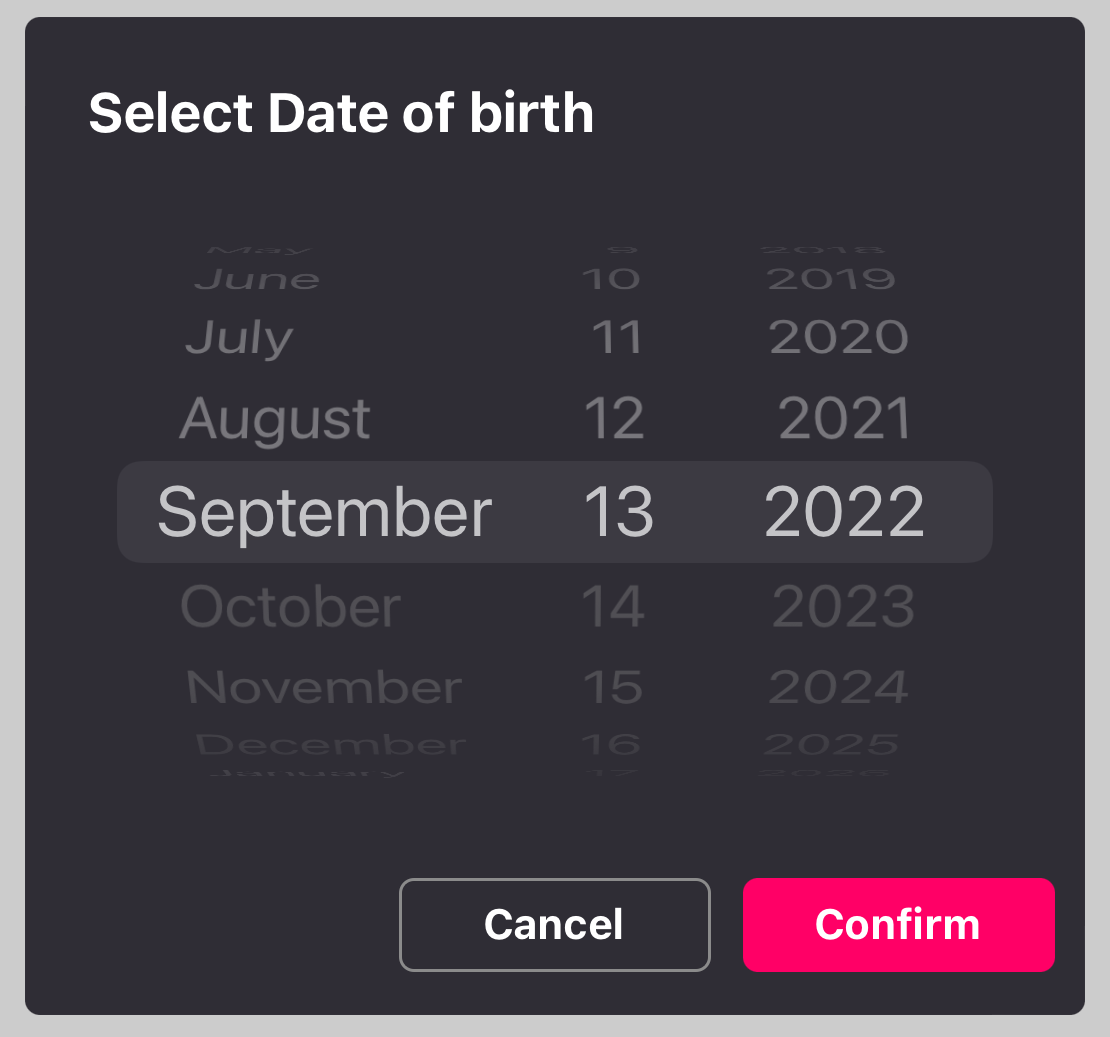 Select Date of birth
May 9 2018
June 10 2019
July 11 2020
August 12 2021
September 13 2022
October 14 2023
November 15 2024
December 16 2025
January 17 2026
Cancel Confirm